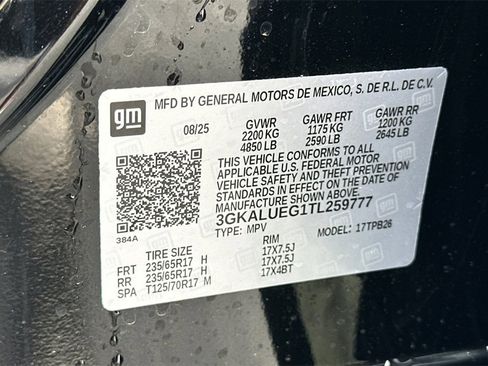 gm
MFD BY GENERAL MOTORS DE MEXICO, S. DE R.L. DE C.V.
08/25 GVWR GAWR FRT GAWR RR
2200 KG 1175 KG 1200 KG
4850 LB 2590 LB 2645 LB
THIS VEHICLE CONFORMS TO ALL
APPLICABLE U.S. FEDERAL MOTOR
VEHICLE SAFETY AND THEFT PREVENTION
STANDARDS IN EFFECT ON THE DATE OF
MANUFACTURE SHOWN ABOVE.
3GKALUEG1TL259777
TYPE: MPV MODEL: 17TPB26
384A
TIRE SIZE RIM
FRT 235/65R17 H 17X7.5J
RR 235/65R17 H 17X7.5J
SPA T125/70R17 M 17X4BT